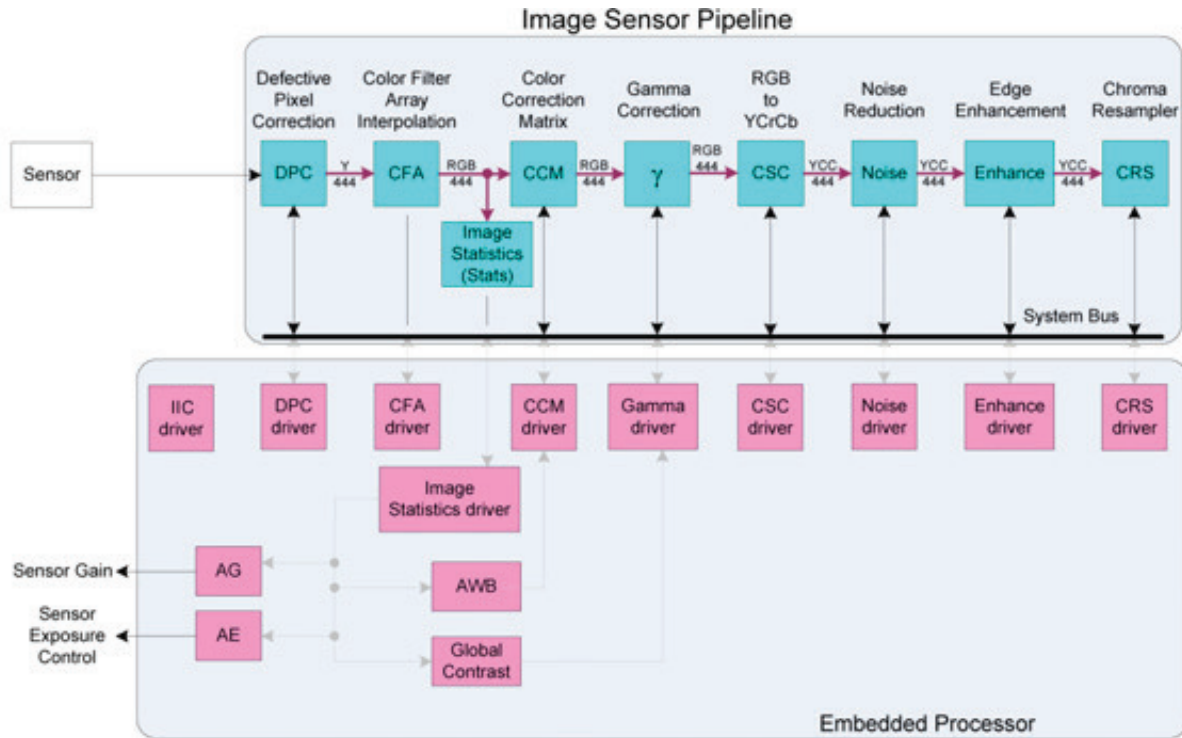 Image Sensor Pipeline
Defective
Pixel
Correction
Color Filter
Array
Interpolation
Color
Correction
Matrix
Gamma
Correction
RGB
to
YCrCb
Noise
Reduction
Edge
Enhancement
Chroma
Resampler
Sensor
DPC
Y
444
CFA
RGB
444
CCM
RGB
444
γ
RGB
444
CSC
YCC
444
Noise
YCC
444
Enhance
YCC
444
CRS
Image
Statistics
(Stats)
System Bus
IIC
driver
DPC
driver
CFA
driver
CCM
driver
Gamma
driver
CSC
driver
Noise
driver
Enhance
driver
CRS
driver
Image
Statistics driver
Sensor Gain
AG
AWB
Sensor
Exposure
Control
AE
Global
Contrast
Embedded Processor